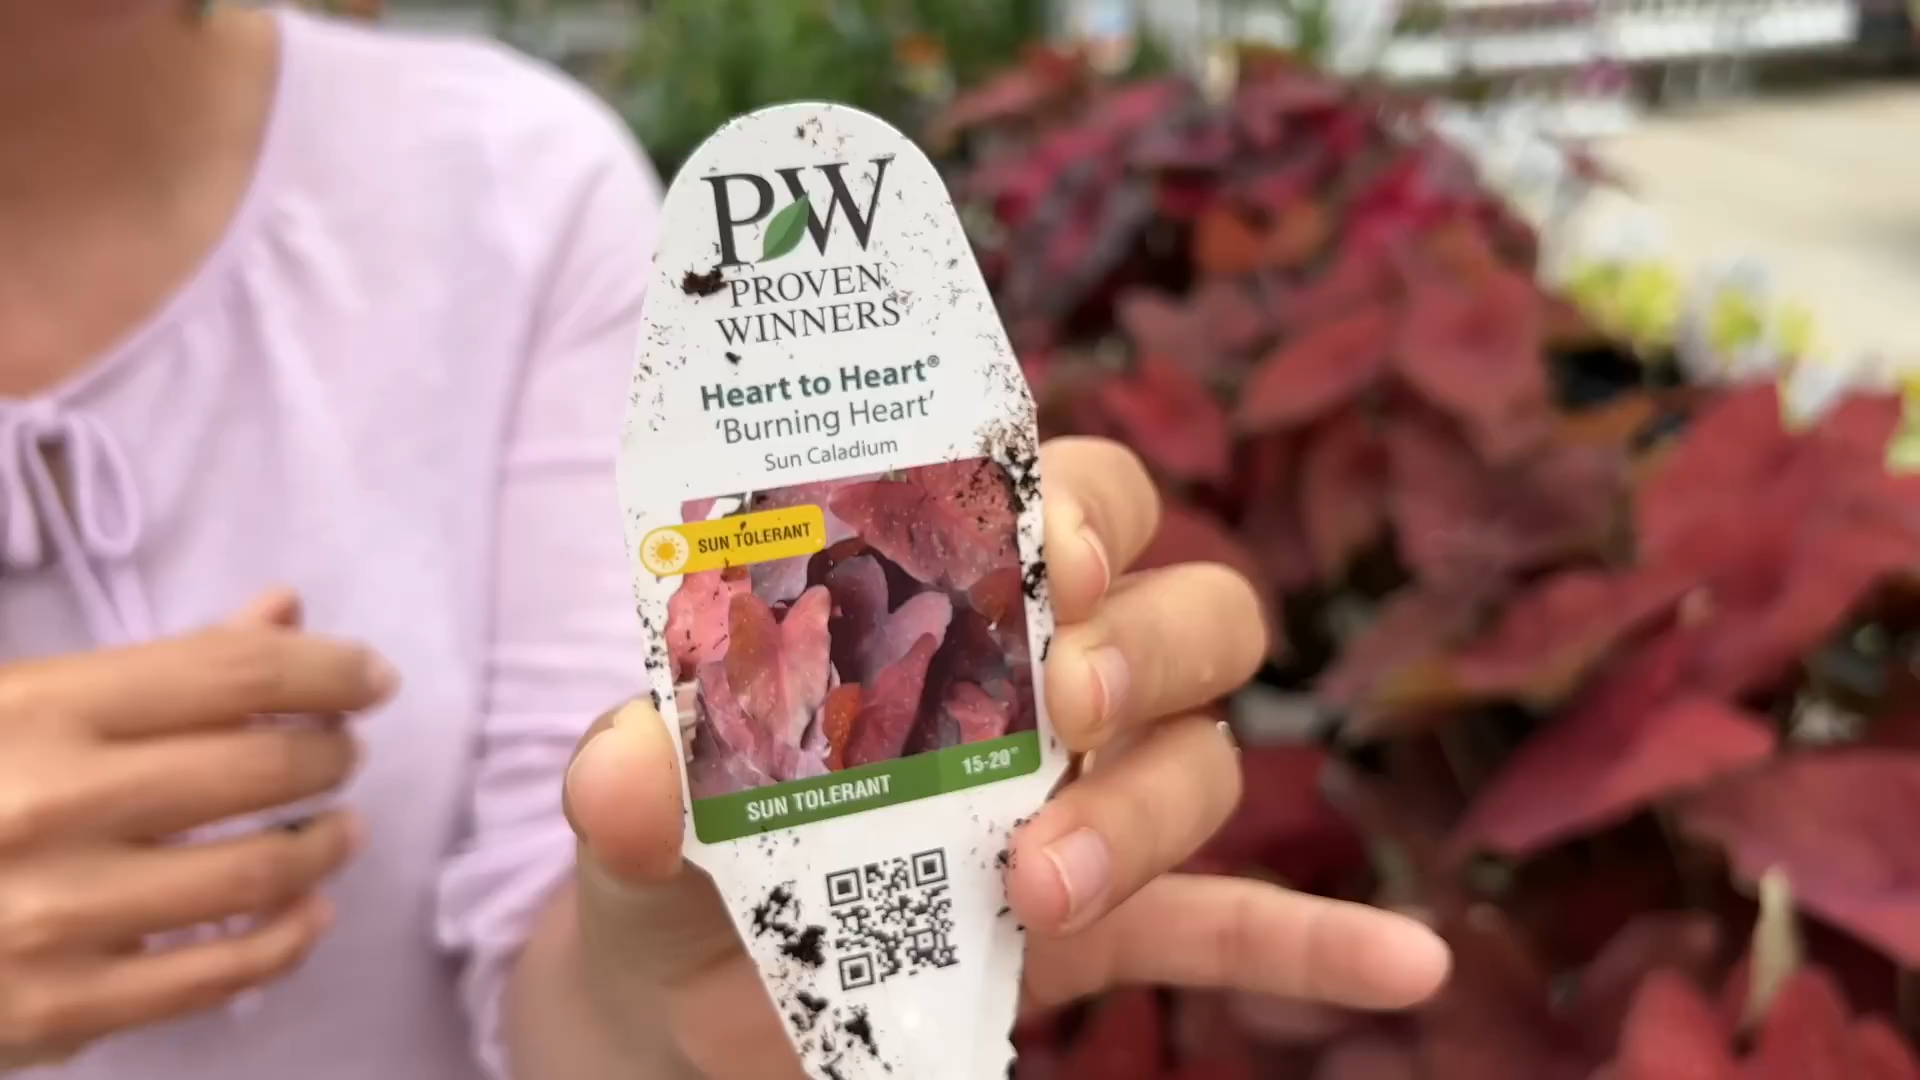 PW
PROVEN
WINNERS
Heart to Heart®
'Burning Heart'
Sun Caladium
SUN TOLERANT
SUN TOLERANT 15-20"